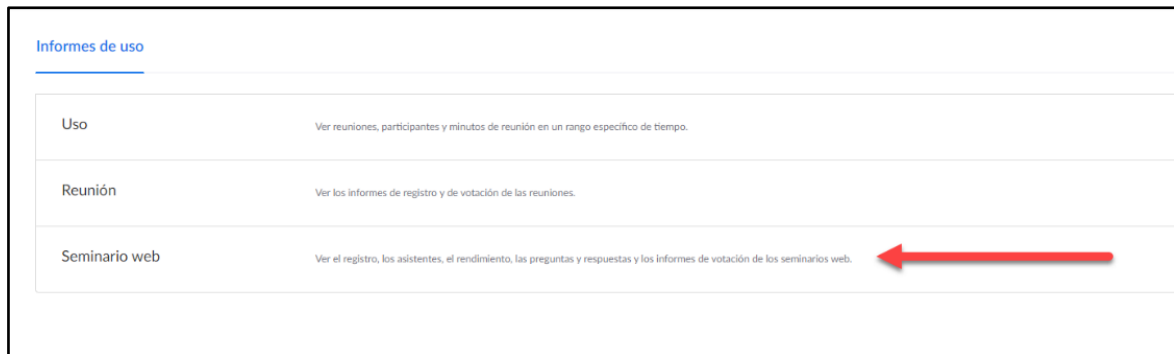 Informes de uso
Uso
Ver reuniones, participantes y minutos de reunión en un rango específico de tiempo.
Reunión
Ver los informes de registro y de votación de las reuniones.
Seminario web
Ver el registro, los asistentes, el rendimiento, las preguntas y respuestas y los informes de votación de los seminarios web.